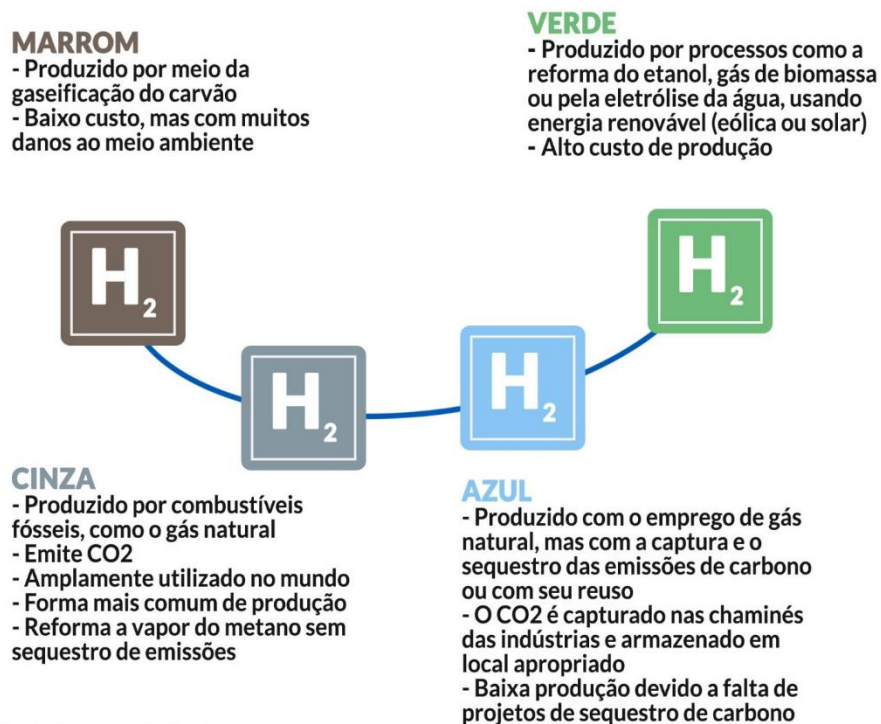 MARROM
- Produzido por meio da
gaseificação do carvão
- Baixo custo, mas com muitos
danos ao meio ambiente
VERDE
- Produzido por processos como a
reforma do etanol, gás de biomassa
ou pela eletrólise da água, usando
energia renovável (eólica ou solar)
- Alto custo de produção
H2
H2
H2
H2
CINZA
- Produzido por combustíveis
fósseis, como o gás natural
- Emite CO2
- Amplamente utilizado no mundo
- Forma mais comum de produção
- Reforma a vapor do metano sem
sequestro de emissões
AZUL
- Produzido com o emprego de gás
natural, mas com a captura e o
sequestro das emissões de carbono
ou com seu reuso
- O CO2 é capturado nas chaminés
das indústrias e armazenado em
local apropriado
- Baixa produção devido a falta de
projetos de sequestro de carbono